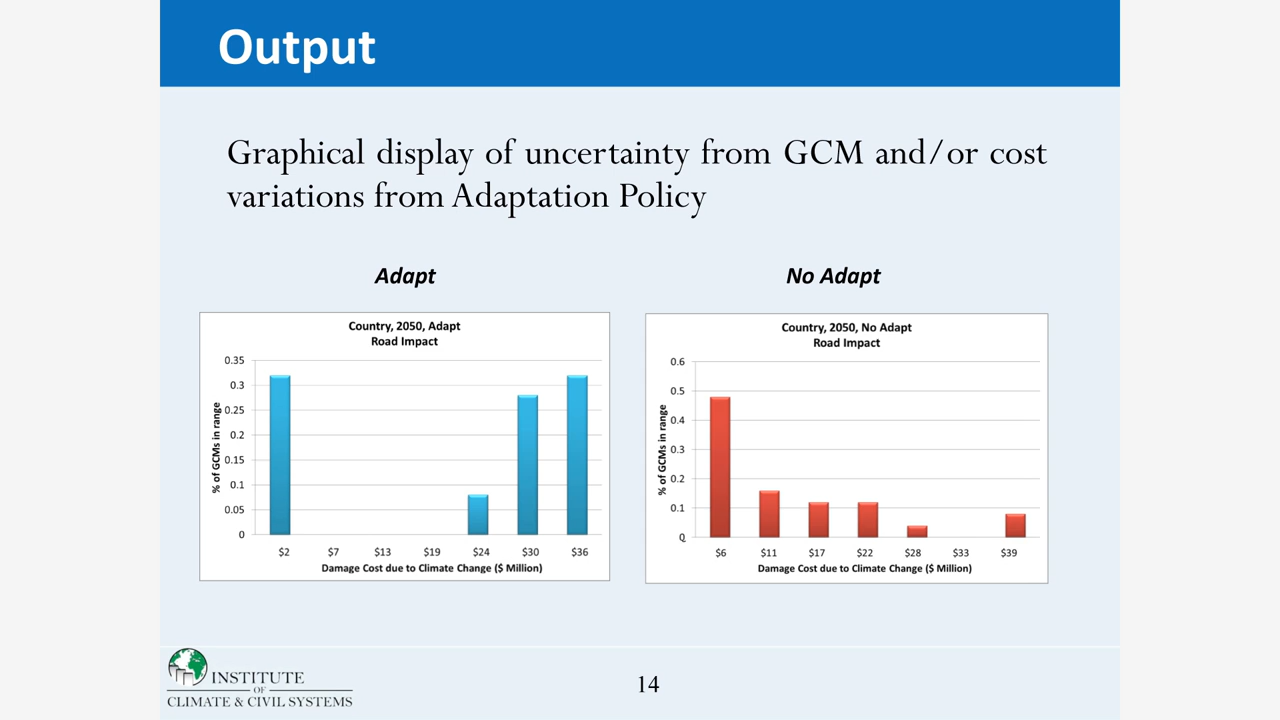 Output
Graphical display of uncertainty from GCM and/or cost
variations from Adaptation Policy
Adapt
No Adapt
Country, 2050, Adapt
Road Impact
% of GCMs in range
0.35
0.3
0.25
0.2
0.15
0.1
0.05
0
$2 $7 $13 $19 $24 $30 $36
Damage Cost due to Climate Change ($ Million)
Country, 2050, No Adapt
Road Impact
% of GCMs in range
0.6
0.5
0.4
0.3
0.2
0.1
0
$6 $11 $17 $22 $28 $33 $39
Damage Cost due to Climate Change ($ Million)
INSTITUTE
OF
CLIMATE & CIVIL SYSTEMS
14